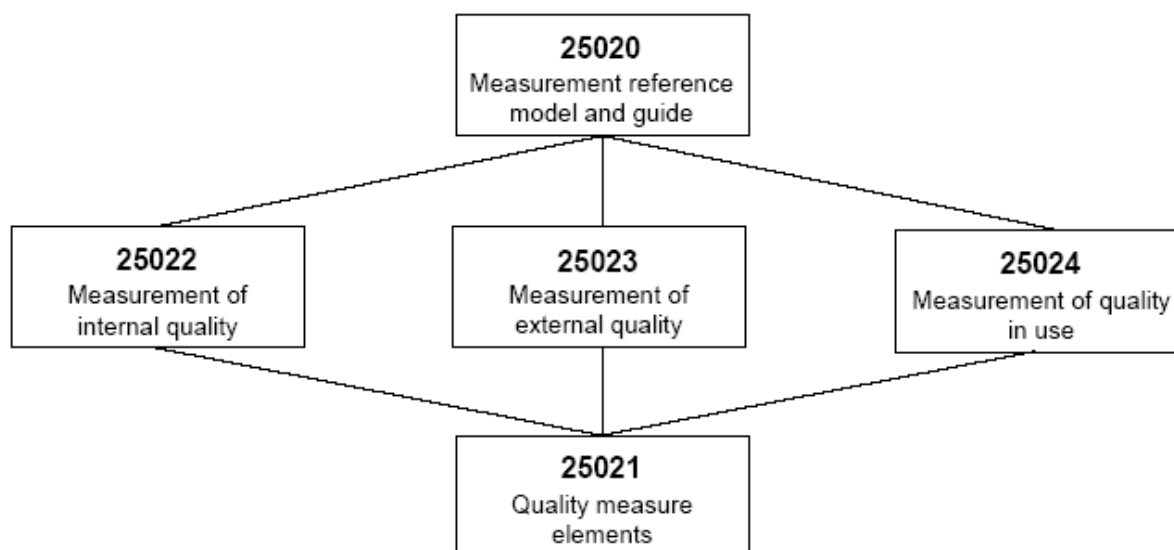 25020
Measurement reference
model and guide
25022
Measurement of
internal quality
25023
Measurement of
external quality
25024
Measurement of quality
in use
25021
Quality measure
elements